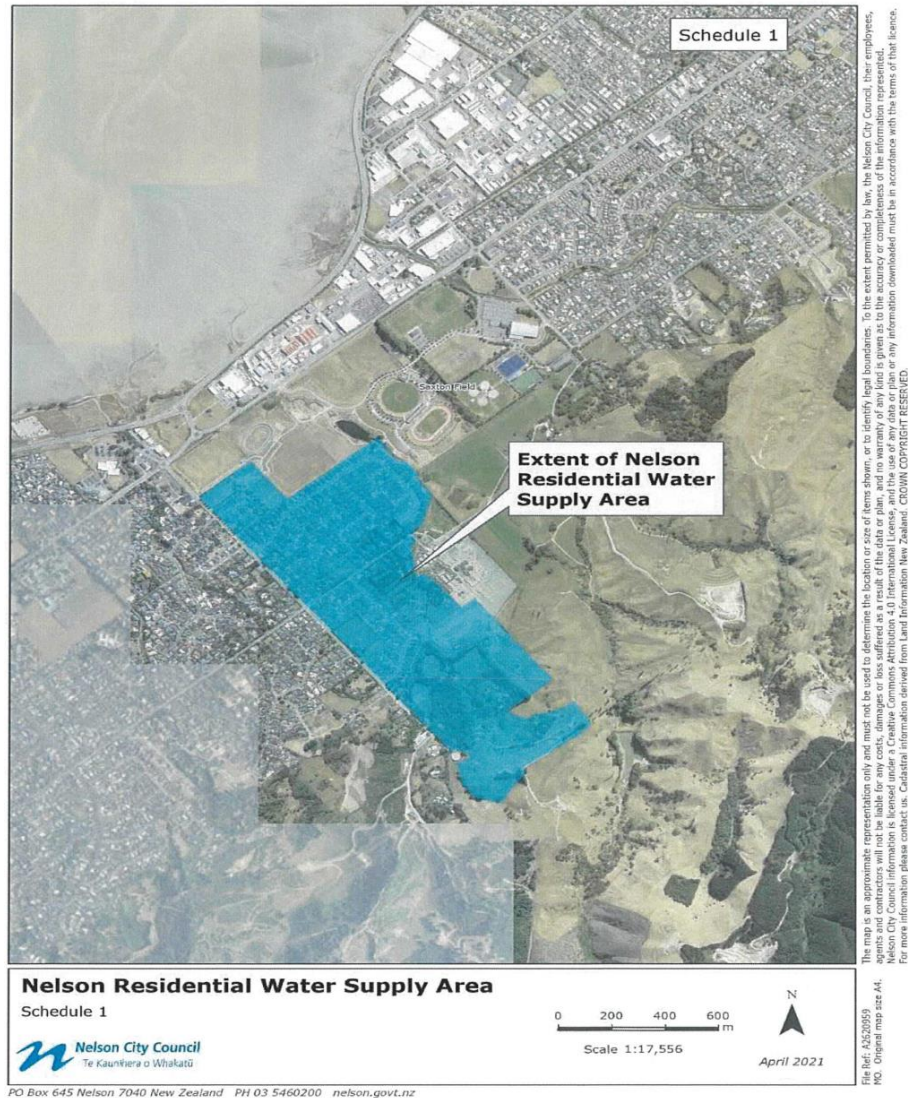 Schedule 1
Saxton Field
Extent of Nelson
Residential Water
Supply Area
The map is an approximate representation only and must not be used to determine the location or size of items shown, or to identify legal boundaries. To the extent permitted by law, the Nelson City Council, their employees,
agents and contractors will not be liable for any costs, damages or loss suffered as a result of the data or plan, and no warranty of any kind is given as to the accuracy or completeness of the information represented.
Nelson City Council information is licensed under a Creative Commons Attribution 4.0 International License, and the use of any data or plan or any information downloaded must be in accordance with the terms of that licence.
For more information please contact us. Cadastral information derived from Land Information New Zealand. CROWN COPYRIGHT RESERVED.
Nelson Residential Water Supply Area
Schedule 1
Nelson City Council
Te Kaunihera o Whakatū
0 200 400 600
m
Scale 1:17,556
N
April 2021
File Ref: A2620959
MO. Original map size A4.
PO Box 645 Nelson 7040 New Zealand PH 03 5460200 nelson.govt.nz